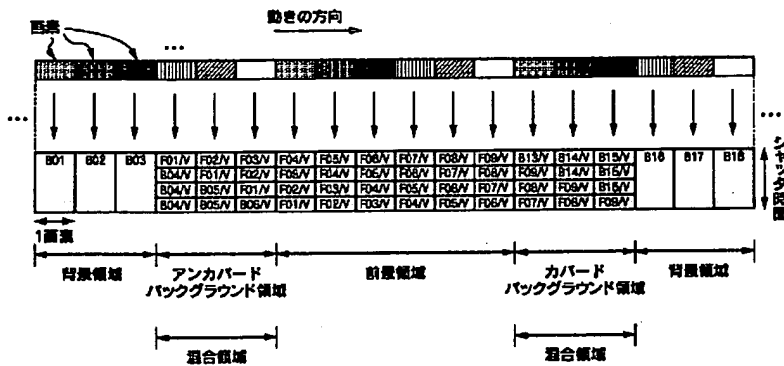 動きの方向
画素
...
...
...
B01 B02 B03 F01/V F02/V F03/V F04/V F05/V F06/V F07/V F08/V F09/V B13/V B14/V B15/V B16 B17 B18
B04/V F01/V F02/V F03/V F04/V F05/V F06/V F07/V F08/V F09/V B14/V B15/V
B04/V B05/V F01/V F02/V F03/V F04/V F05/V F06/V F07/V F08/V F09/V B15/V
B04/V B05/V B06/V F01/V F02/V F03/V F04/V F05/V F06/V F07/V F08/V F09/V
シャッタ時間
1画素
背景領域 アンカバード 前景領域 カバード 背景領域
バックグラウンド領域 バックグラウンド領域
混合領域 混合領域